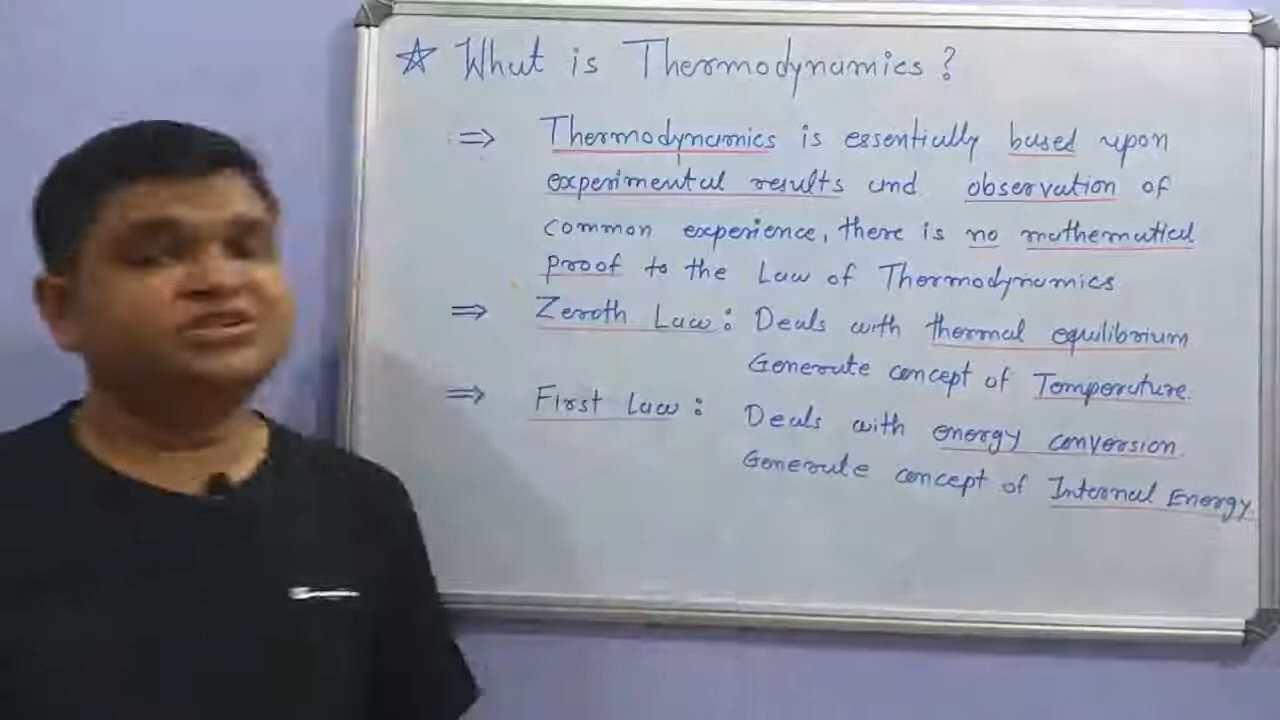 ☆ What is Thermodynamics?
⇒ Thermodynamics is essentially based upon
experimental results and observation of
common experience, there is no mathematical
proof to the Law of Thermodynamics
⇒ Zeroth Law : Deals with thermal equilibrium
Generate concept of Temperature.
⇒ First Law : Deals with energy conversion
Generate concept of Internal Energy.